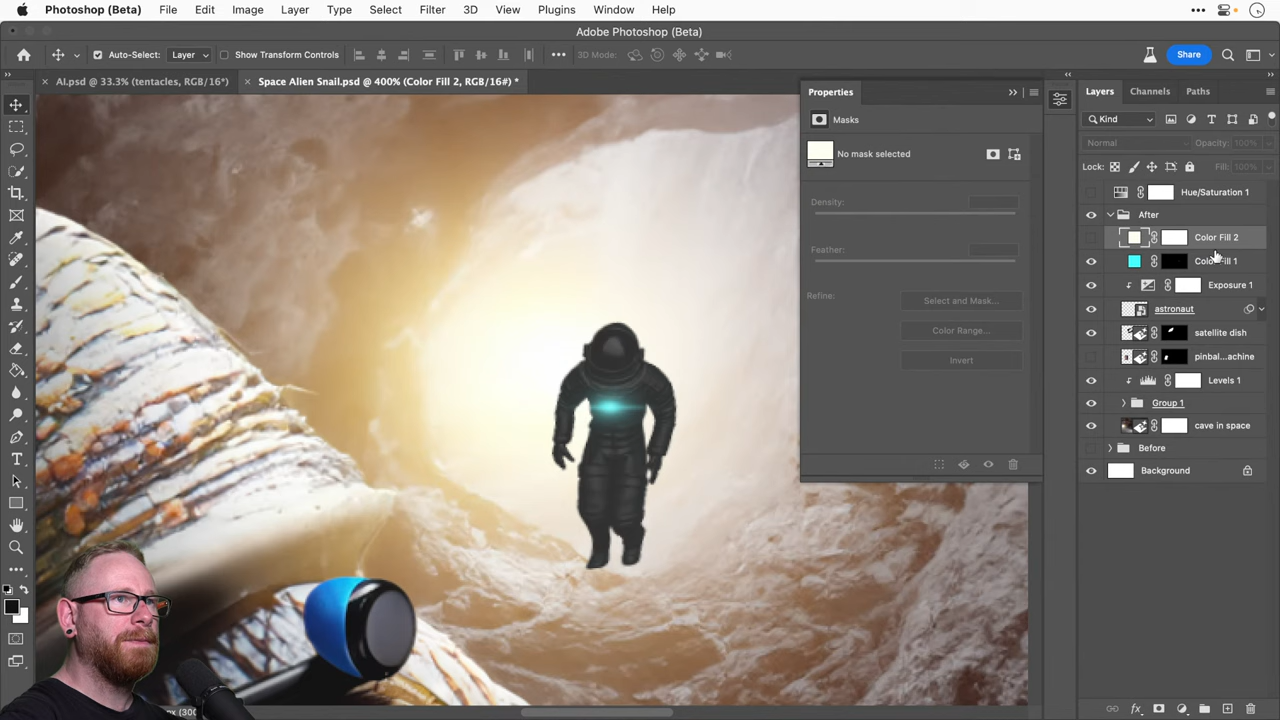 Photoshop (Beta) File Edit Image Layer Type Select Filter 3D View Plugins Window Help
Adobe Photoshop (Beta)
Auto-Select: Layer Show Transform Controls 3D Mode: Share
AI.psd @ 33.3% (tentacles, RGB/16*) Space Alien Snail.psd @ 400% (Color Fill 2, RGB/16#) *
Properties
Masks
No mask selected
Density:
Feather:
Refine: Select and Mask...
Color Range...
Invert
Layers Channels Paths
Kind
Normal Opacity: 100%
Lock: Fill: 100%
Hue/Saturation 1
After
Color Fill 2
Color Fill 1
Exposure 1
astronaut
satellite dish
pinbal...achine
Levels 1
Group 1
cave in space
Before
Background